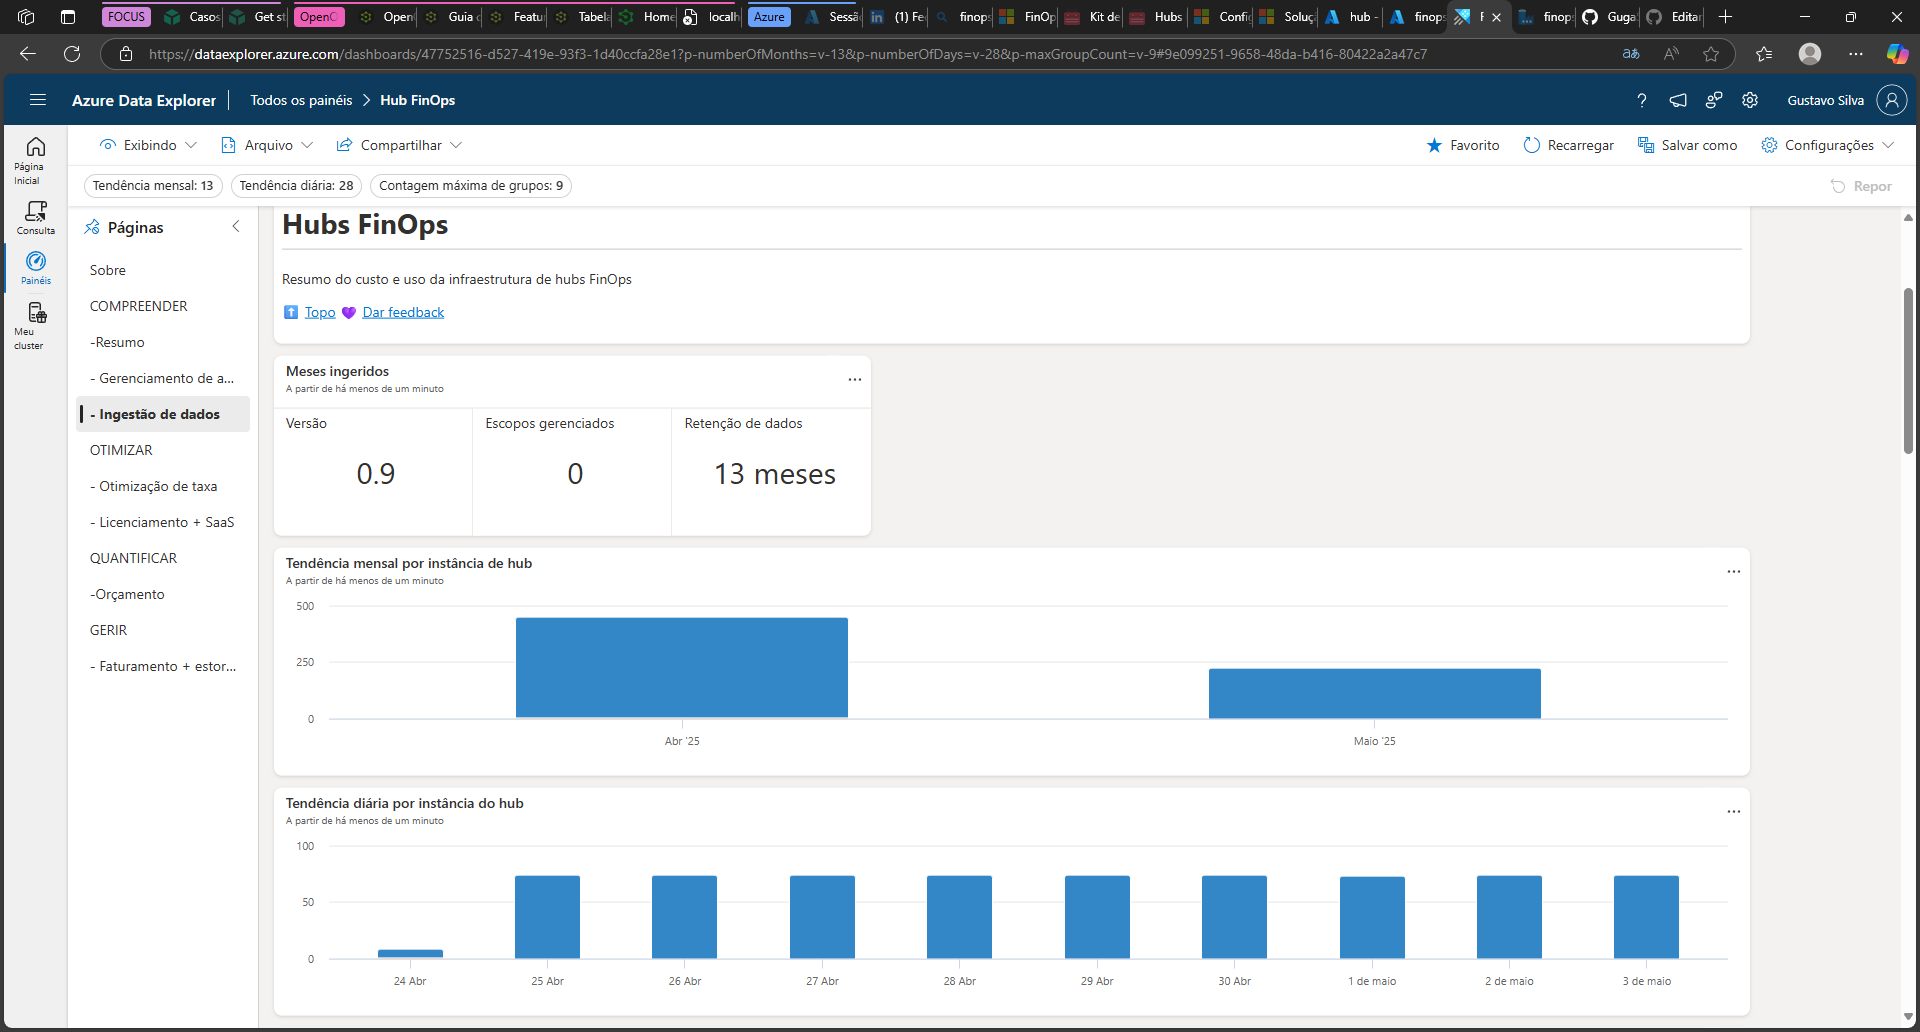 FOCUS
Casos
Get st
OpenC
Open
Guia c
Featur
Tabela
Home
localh
Azure
Sessã
(1) Fe
finops
FinOp
Kit de
Hubs
Config
Soluç
hub -
finops
finop
Guga
Editar
https://dataexplorer.azure.com/dashboards/47752516-d527-419e-93f3-1d40ccfa28e1?p-numberOfMonths=v-13&p-numberOfDays=v-28&p-maxGroupCount=v-9#9e099251-9658-48da-b416-80422a2a47c7
Azure Data Explorer
Todos os painéis > Hub FinOps
Gustavo Silva
Exibindo
Arquivo
Compartilhar
Favorito
Recarregar
Salvar como
Configurações
Tendência mensal: 13
Tendência diária: 28
Contagem máxima de grupos: 9
Repor
Página
Inicial
Consulta
Painéis
Meu
cluster
Páginas
Sobre
COMPREENDER
-Resumo
- Gerenciamento de a...
- Ingestão de dados
OTIMIZAR
- Otimização de taxa
- Licenciamento + SaaS
QUANTIFICAR
-Orçamento
GERIR
- Faturamento + estor...
Hubs FinOps
Resumo do custo e uso da infraestrutura de hubs FinOps
Topo 💜 Dar feedback
Meses ingeridos
A partir de há menos de um minuto
Versão
0.9
Escopos gerenciados
0
Retenção de dados
13 meses
Tendência mensal por instância de hub
A partir de há menos de um minuto
500
250
0
Abr '25
Maio '25
Tendência diária por instância do hub
A partir de há menos de um minuto
100
50
0
24 Abr
25 Abr
26 Abr
27 Abr
28 Abr
29 Abr
30 Abr
1 de maio
2 de maio
3 de maio